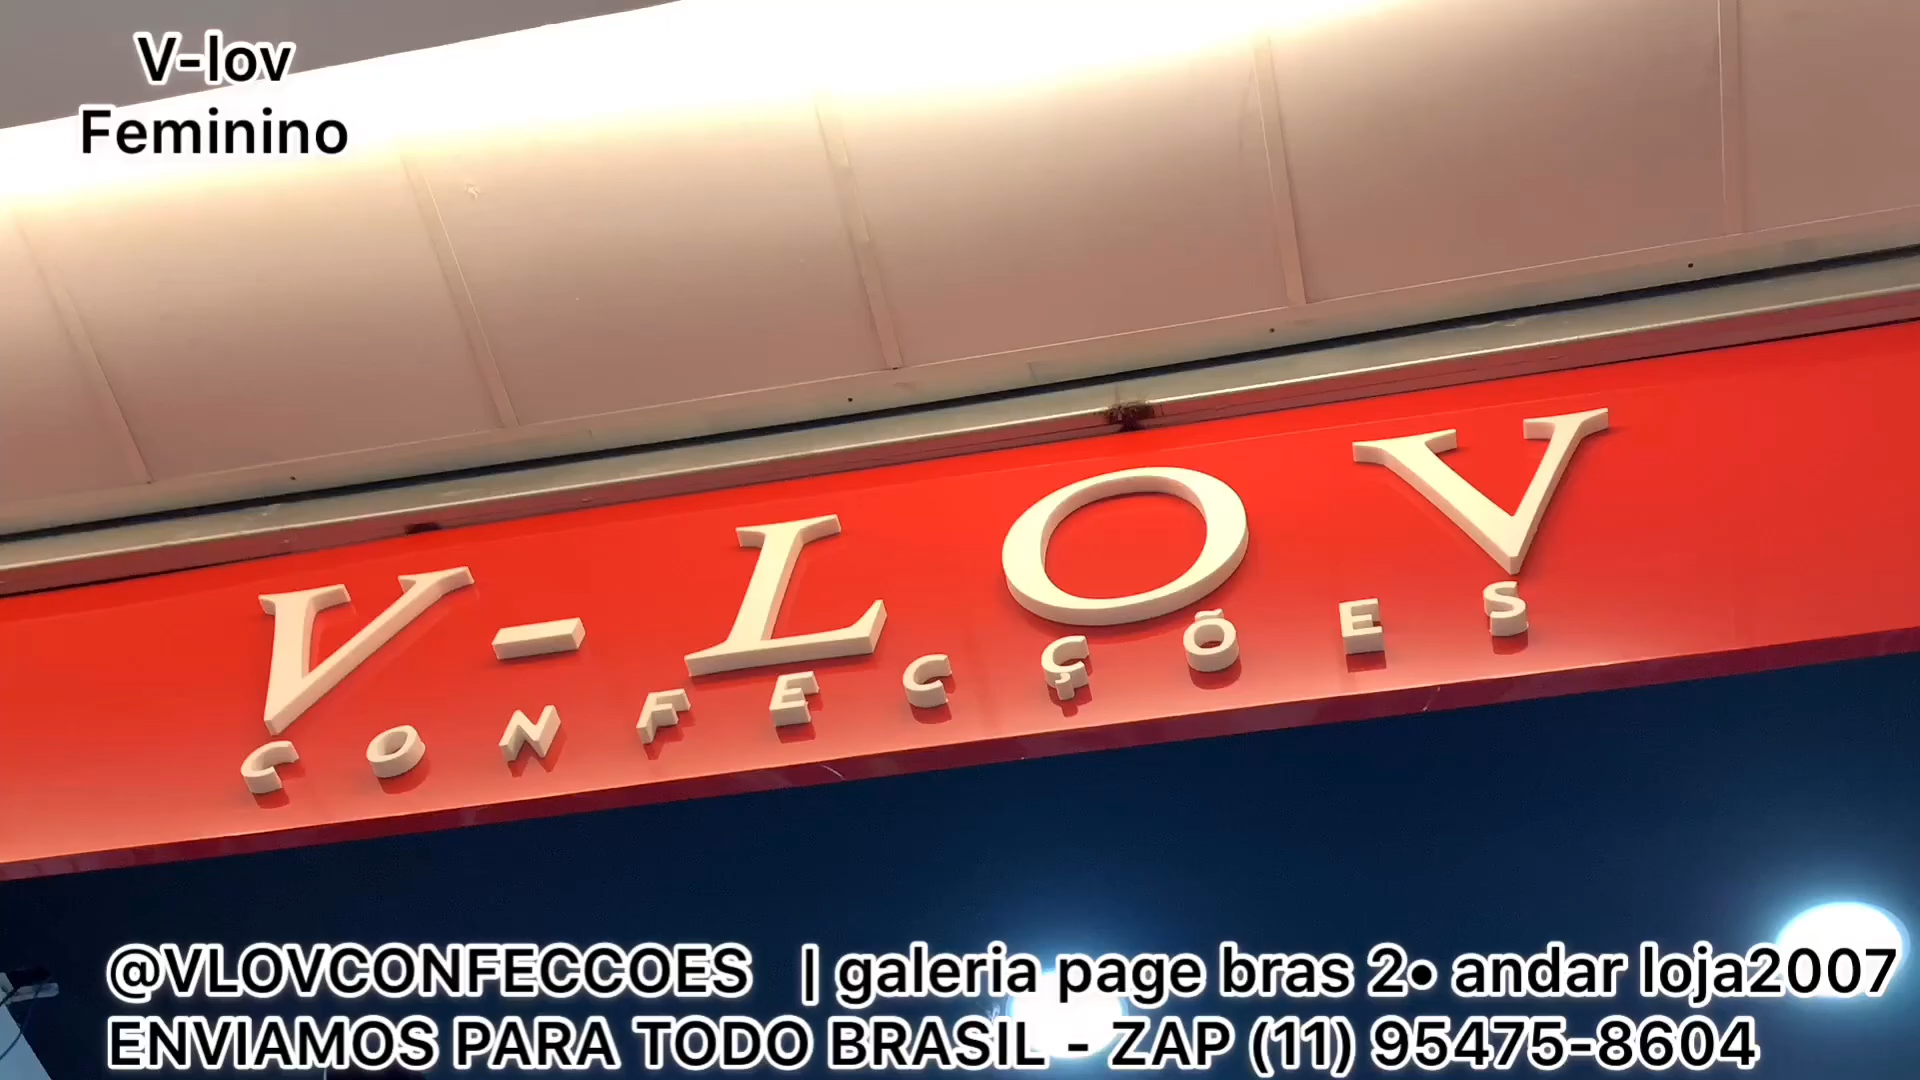 V-lov
Feminino
V-LOV
CONFECÇÕES
@VLOVCONFECCOES | galeria page bras 2• andar loja2007
ENVIAMOS PARA TODO BRASIL - ZAP (11) 95475-8604